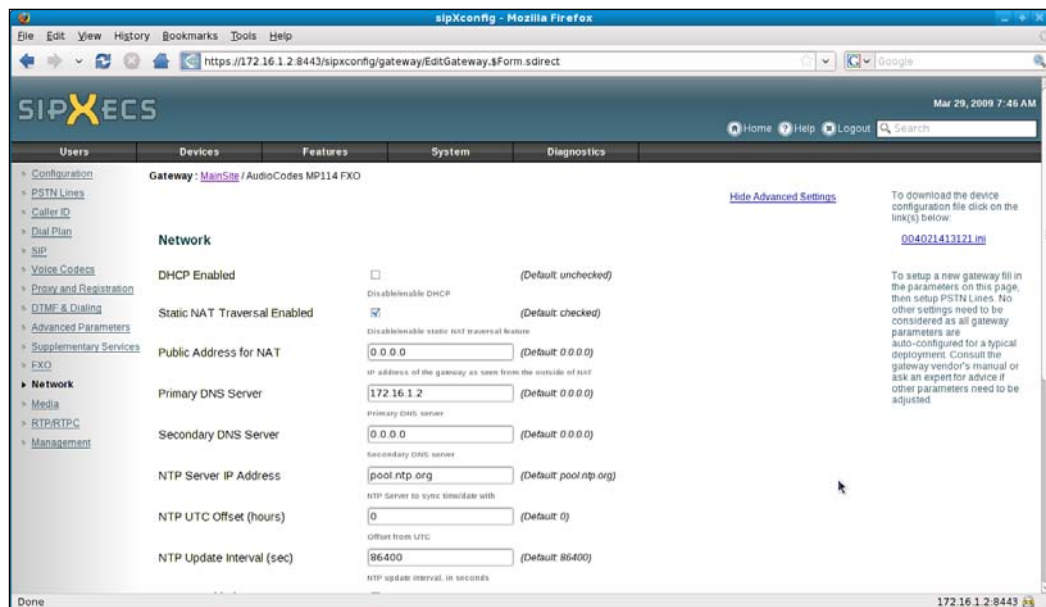 sipXconfig - Mozilla Firefox
File Edit View History Bookmarks Tools Help
https://172.16.1.2:8443/sipxconfig/gateway/EditGateway,$Form.sdirect
Google
SIPXECS
Mar 29, 2009 7:46 AM
Home Help Logout Search
Users Devices Features System Diagnostics
Configuration
PSTN Lines
Caller ID
Dial Plan
SIP
Voice Codecs
Proxy and Registration
DTMF & Dialing
Advanced Parameters
Supplementary Services
FXO
Network
Media
RTP/RTPC
Management
Gateway : MainSite / AudioCodes MP114 FXO
Hide Advanced Settings
Network
DHCP Enabled (Default: unchecked)
Disable/enable DHCP
Static NAT Traversal Enabled (Default: checked)
Disable/enable static NAT traversal feature
Public Address for NAT 0.0.0.0 (Default: 0.0.0.0)
IP address of the gateway as seen from the outside of NAT
Primary DNS Server 172.16.1.2 (Default: 0.0.0.0)
Primary DNS server
Secondary DNS Server 0.0.0.0 (Default: 0.0.0.0)
Secondary DNS server
NTP Server IP Address pool.ntp.org (Default: pool.ntp.org)
NTP Server to sync time/date with
NTP UTC Offset (hours) 0 (Default: 0)
Offset from UTC
NTP Update Interval (sec) 86400 (Default: 86400)
NTP update interval, in seconds
To download the device
configuration file click on the
link(s) below:
004021413121.ini
To setup a new gateway fill in
the parameters on this page,
then setup PSTN Lines. No
other settings need to be
considered as all gateway
parameters are
auto-configured for a typical
deployment. Consult the
gateway vendor's manual or
ask an expert for advice if
other parameters need to be
adjusted.
Done
172.16.1.2:8443